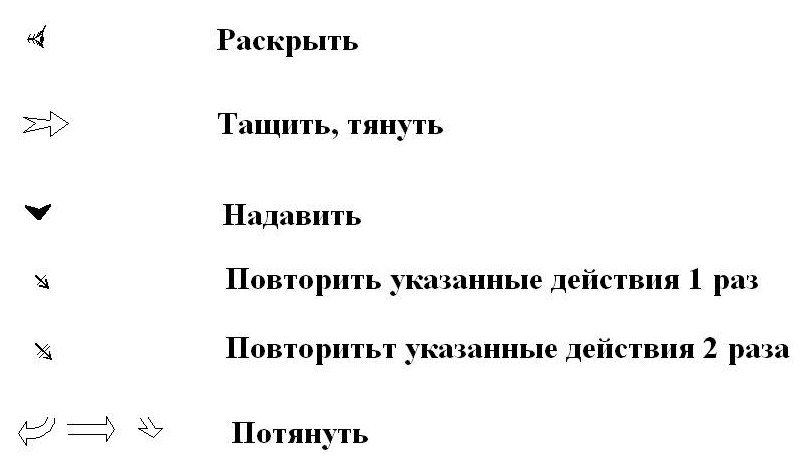 Раскрыть
Тащить, тянуть
Надавить
Повторить указанные действия 1 раз
Повторитьт указанные действия 2 раза
Потянуть